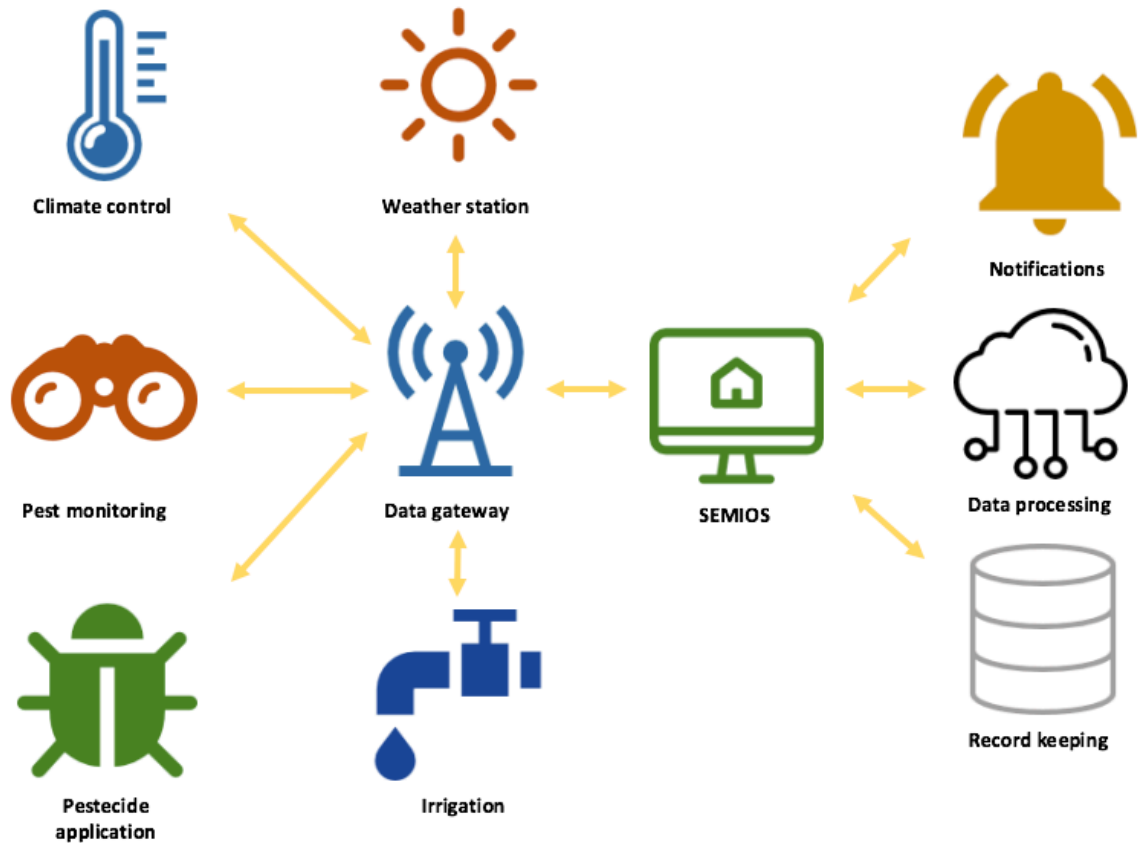 Climate control
Weather station
Notifications
Pest monitoring
Data gateway
SEMIOS
Data processing
Record keeping
Pestecide
application
Irrigation